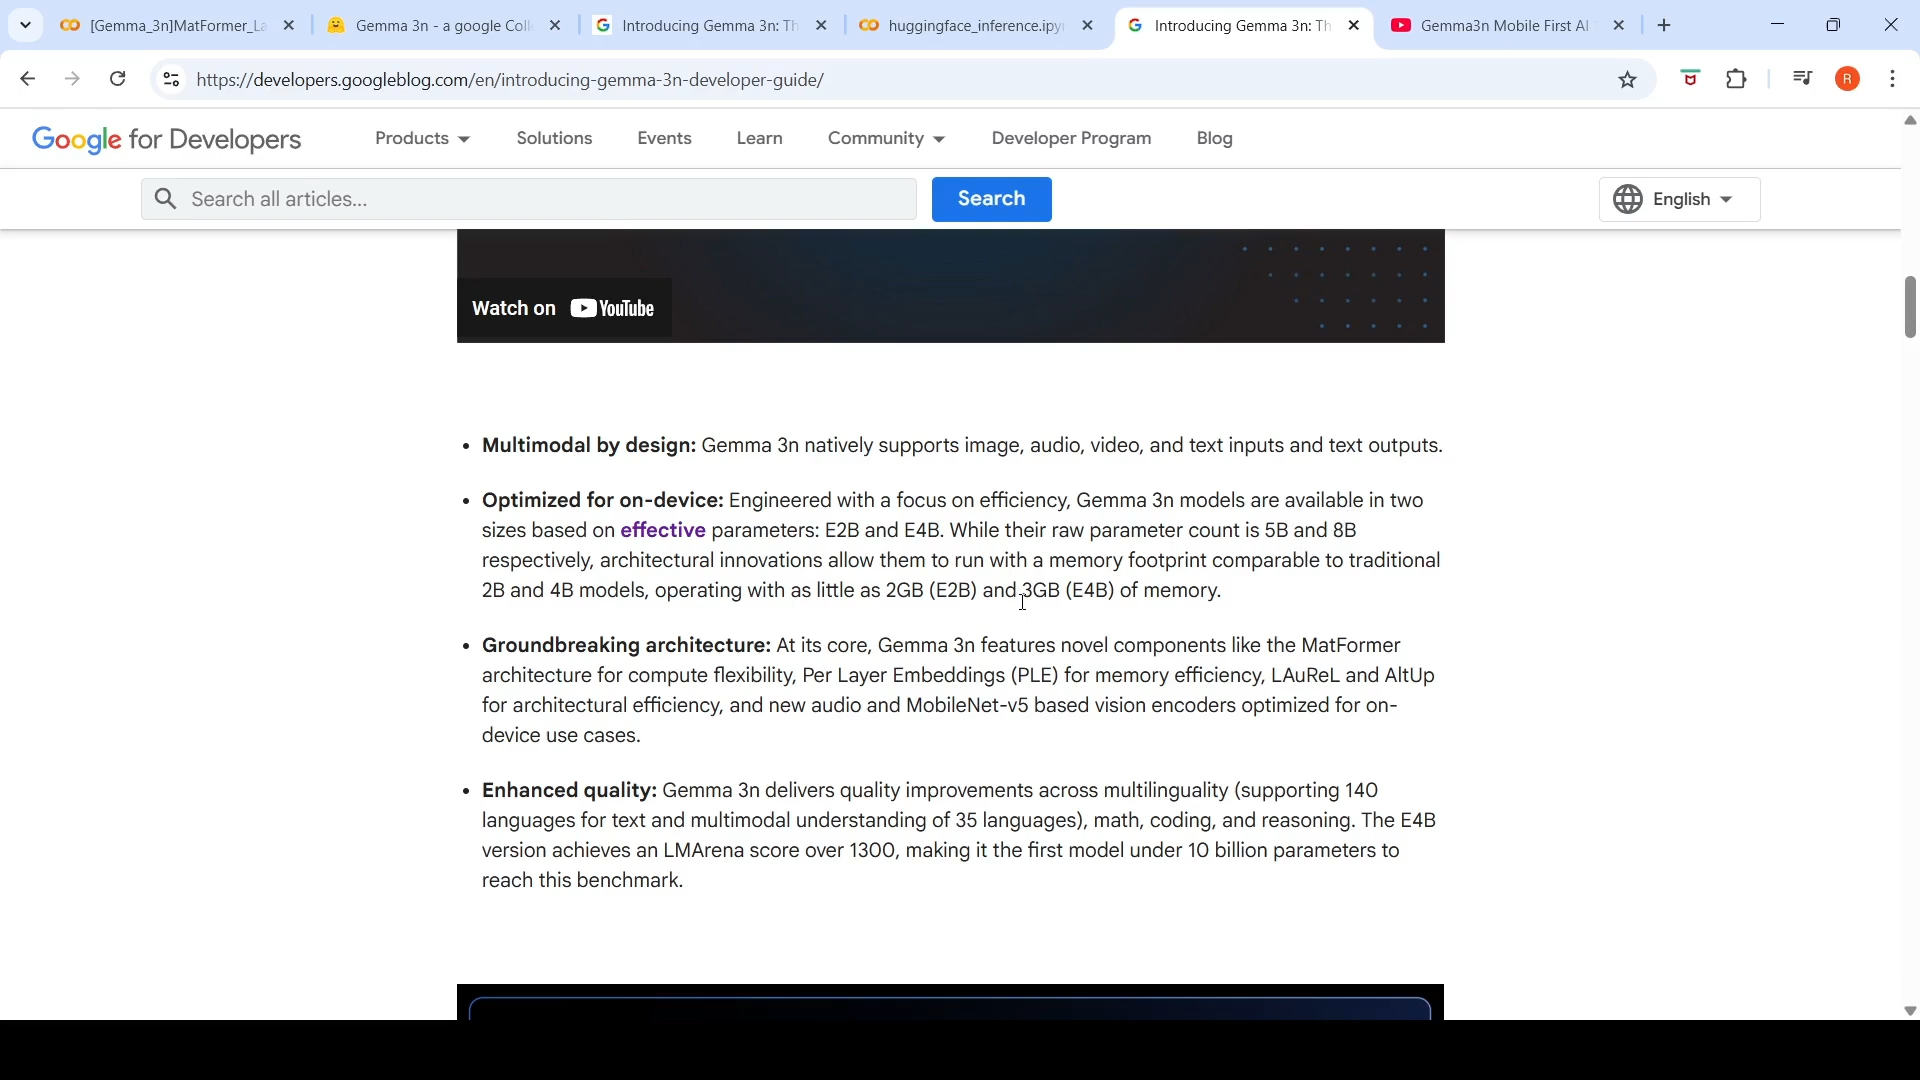 [Gemma_3n]MatFormer_La
Gemma 3n - a google Coll
Introducing Gemma 3n: Th
huggingface_inference.ipyn
Introducing Gemma 3n: Th
Gemma3n Mobile First AI
https://developers.googleblog.com/en/introducing-gemma-3n-developer-guide/
R
Google for Developers
Products
Solutions
Events
Learn
Community
Developer Program
Blog
Search all articles...
Search
English
Watch on YouTube
• Multimodal by design: Gemma 3n natively supports image, audio, video, and text inputs and text outputs.
• Optimized for on-device: Engineered with a focus on efficiency, Gemma 3n models are available in two
sizes based on effective parameters: E2B and E4B. While their raw parameter count is 5B and 8B
respectively, architectural innovations allow them to run with a memory footprint comparable to traditional
2B and 4B models, operating with as little as 2GB (E2B) and 3GB (E4B) of memory.
• Groundbreaking architecture: At its core, Gemma 3n features novel components like the MatFormer
architecture for compute flexibility, Per Layer Embeddings (PLE) for memory efficiency, LAuReL and AltUp
for architectural efficiency, and new audio and MobileNet-v5 based vision encoders optimized for on-
device use cases.
• Enhanced quality: Gemma 3n delivers quality improvements across multilinguality (supporting 140
languages for text and multimodal understanding of 35 languages), math, coding, and reasoning. The E4B
version achieves an LMArena score over 1300, making it the first model under 10 billion parameters to
reach this benchmark.